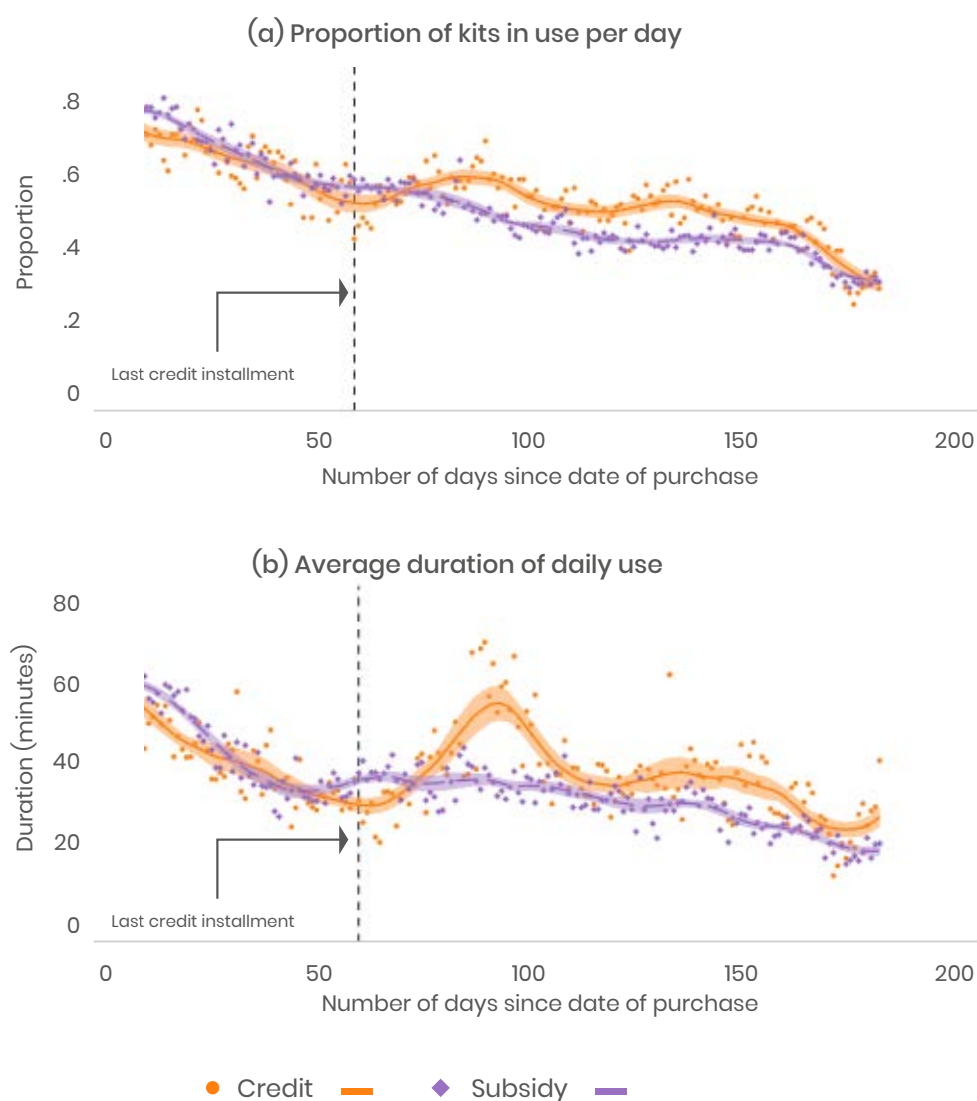 (a) Proportion of kits in use per day
Proportion
.8
.6
.4
.2
0
Last credit installment
0 50 100 150 200
Number of days since date of purchase
(b) Average duration of daily use
Duration (minutes)
80
60
40
20
0
Last credit installment
0 50 100 150 200
Number of days since date of purchase
Credit Subsidy